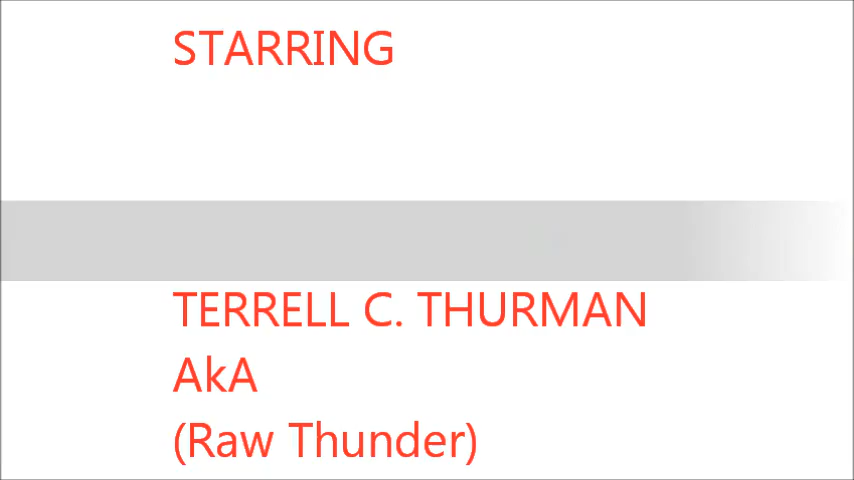 STARRING
TERRELL C. THURMAN
AkA
(Raw Thunder)